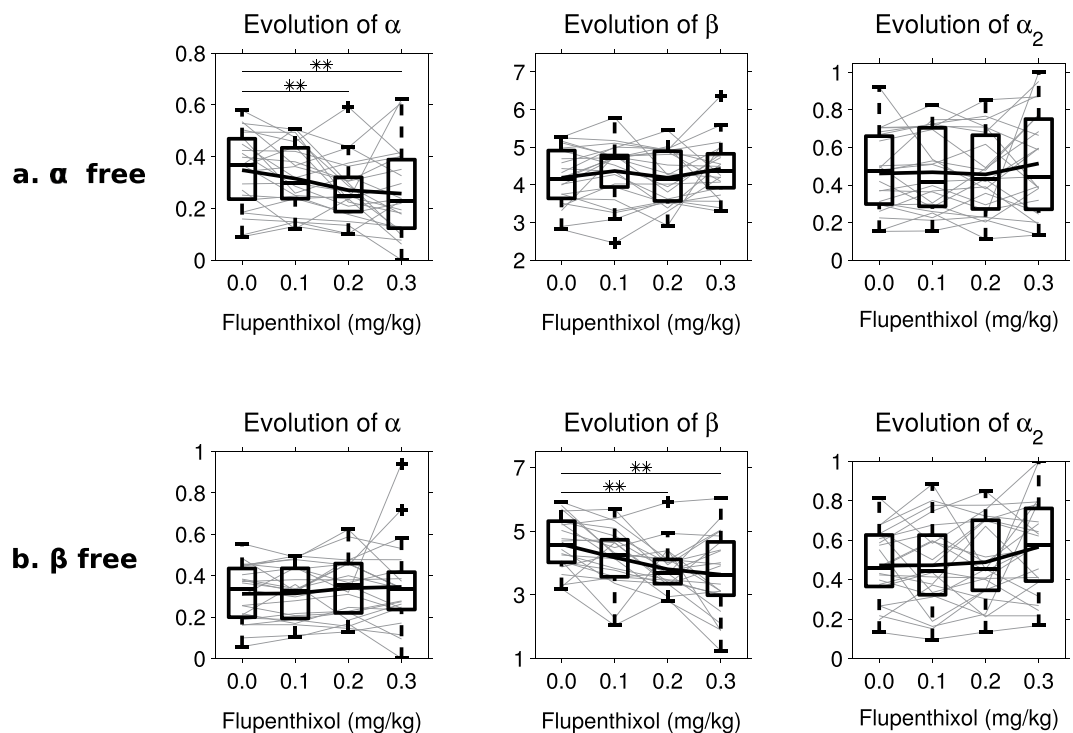 Evolution of α
Evolution of β
Evolution of α2
0.8
0.6
0.4
0.2
0
**
**
7
6
5
4
3
2
1
0.8
0.6
0.4
0.2
0
a. α free
0.0 0.1 0.2 0.3
0.0 0.1 0.2 0.3
0.0 0.1 0.2 0.3
Flupenthixol (mg/kg)
Flupenthixol (mg/kg)
Flupenthixol (mg/kg)
Evolution of α
Evolution of β
Evolution of α2
1
0.8
0.6
0.4
0.2
0
7
5
3
1
**
**
1
0.8
0.6
0.4
0.2
0
b. β free
0.0 0.1 0.2 0.3
0.0 0.1 0.2 0.3
0.0 0.1 0.2 0.3
Flupenthixol (mg/kg)
Flupenthixol (mg/kg)
Flupenthixol (mg/kg)